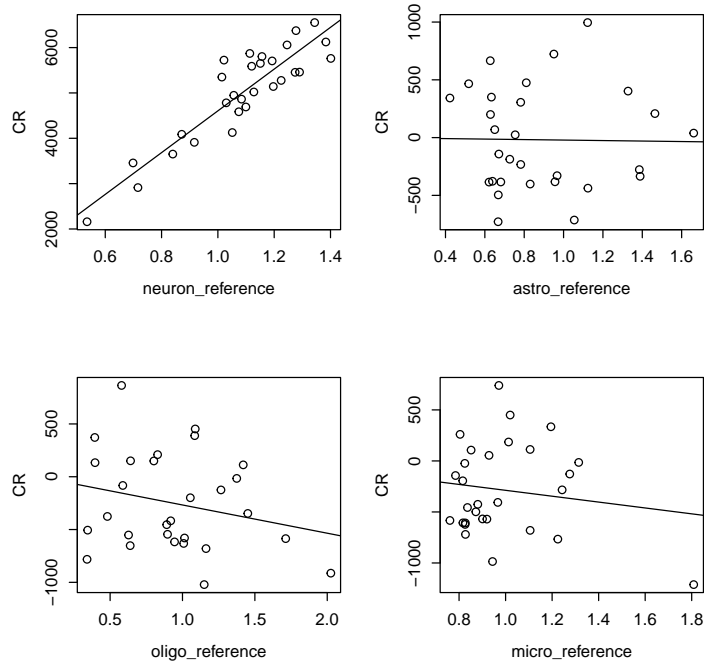 6000
4000
2000
CR
0.6 0.8 1.0 1.2 1.4
neuron_reference
1000
500
0
−500
CR
0.4 0.6 0.8 1.0 1.2 1.4 1.6
astro_reference
500
0
−1000
CR
0.5 1.0 1.5 2.0
oligo_reference
500
0
−1000
CR
0.8 1.0 1.2 1.4 1.6 1.8
micro_reference